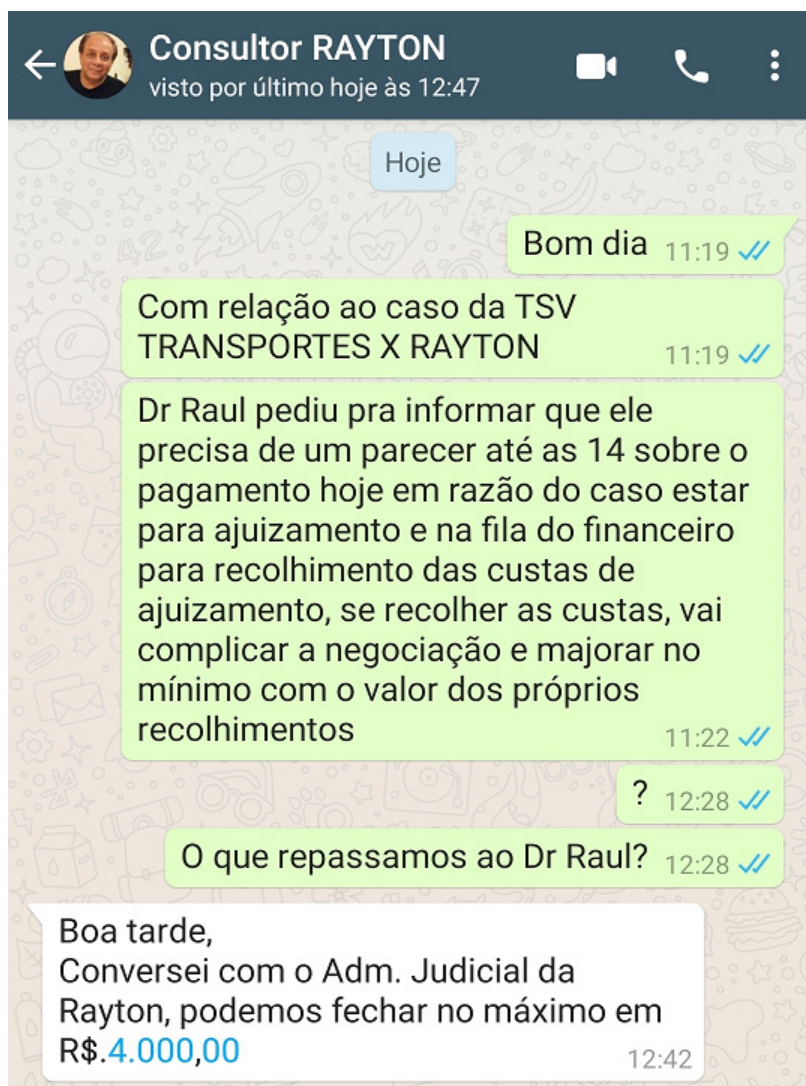 Consultor RAYTON
visto por último hoje às 12:47
Hoje
Bom dia 11:19
Com relação ao caso da TSV
TRANSPORTES X RAYTON 11:19
Dr Raul pediu pra informar que ele
precisa de um parecer até as 14 sobre o
pagamento hoje em razão do caso estar
para ajuizamento e na fila do financeiro
para recolhimento das custas de
ajuizamento, se recolher as custas, vai
complicar a negociação e majorar no
mínimo com o valor dos próprios
recolhimentos 11:22
? 12:28
O que repassamos ao Dr Raul? 12:28
Boa tarde,
Conversei com o Adm. Judicial da
Rayton, podemos fechar no máximo em
R$.4.000,00 12:42